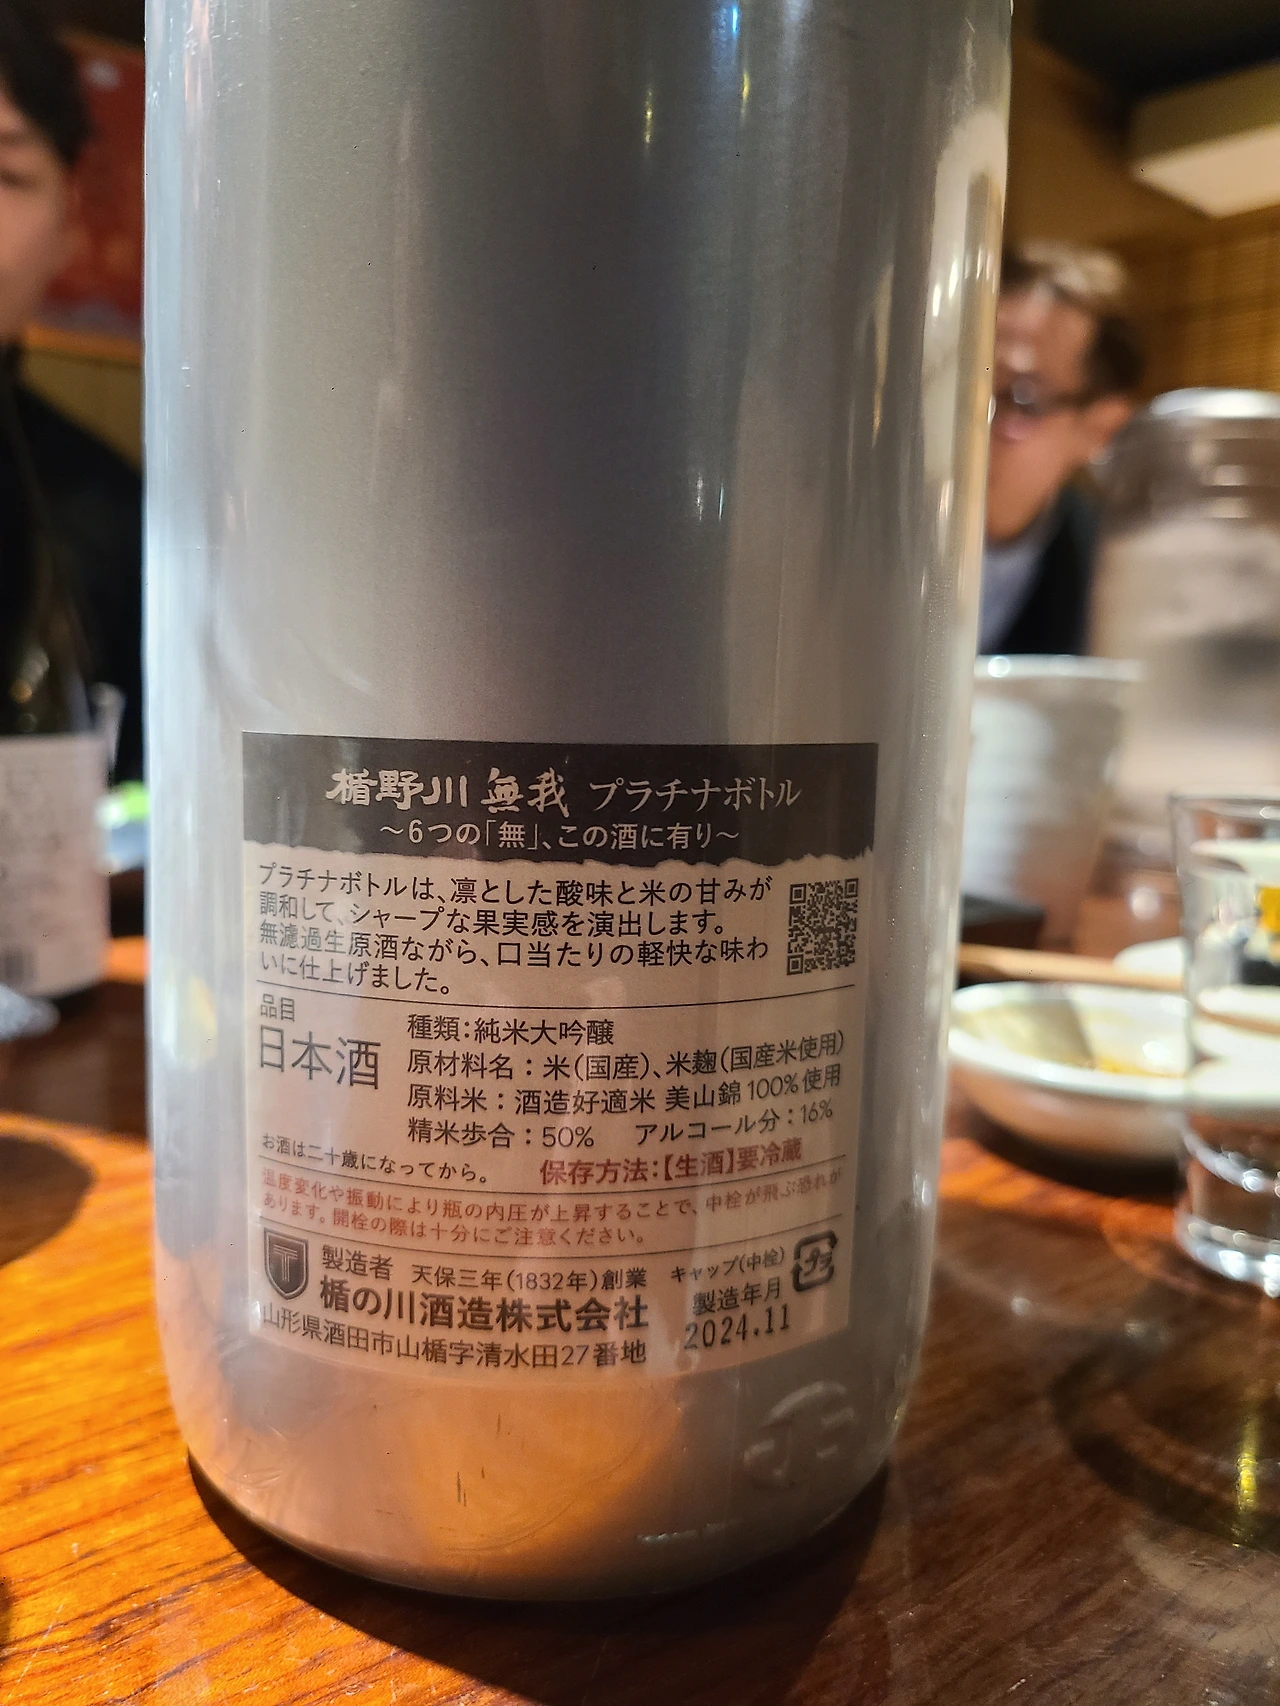 楯野川 無我 プラチナボトル
～6つの「無」、この酒に有り～
プラチナボトルは、凛とした酸味と米の甘みが
調和して、シャープな果実感を演出します。
無濾過生原酒ながら、口当たりの軽快な味わ
いに仕上げました。
品目
日本酒
種類：純米大吟醸
原材料名：米（国産）、米麹（国産米使用）
原料米：酒造好適米 美山錦100％使用
精米歩合：50％ アルコール分：16％
お酒は二十歳になってから。 保存方法：【生酒】要冷蔵
温度変化や振動により瓶の内圧が上昇することで、中栓が飛ぶ恐れが
あります。開栓の際は十分にご注意ください。
製造者 天保三年（1832年）創業
楯の川酒造株式会社
山形県酒田市山楯字清水田27番地
キャップ（中栓） プラ
製造年月
2024.11